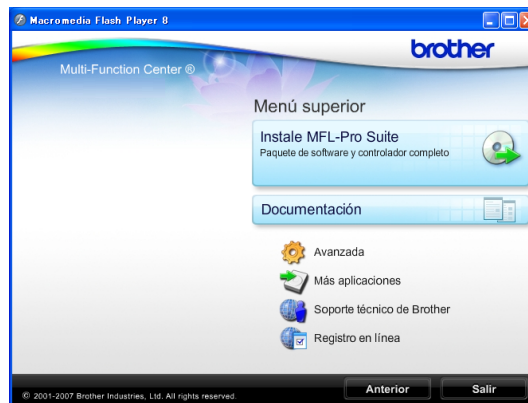 Macromedia Flash Player 8
brother
Multi-Function Center ®
Menú superior
Instale MFL-Pro Suite
Paquete de software y controlador completo
Documentación
Avanzada
Más aplicaciones
Soporte técnico de Brother
Registro en línea
© 2001-2007 Brother Industries, Ltd. All rights reserved.
Anterior
Salir